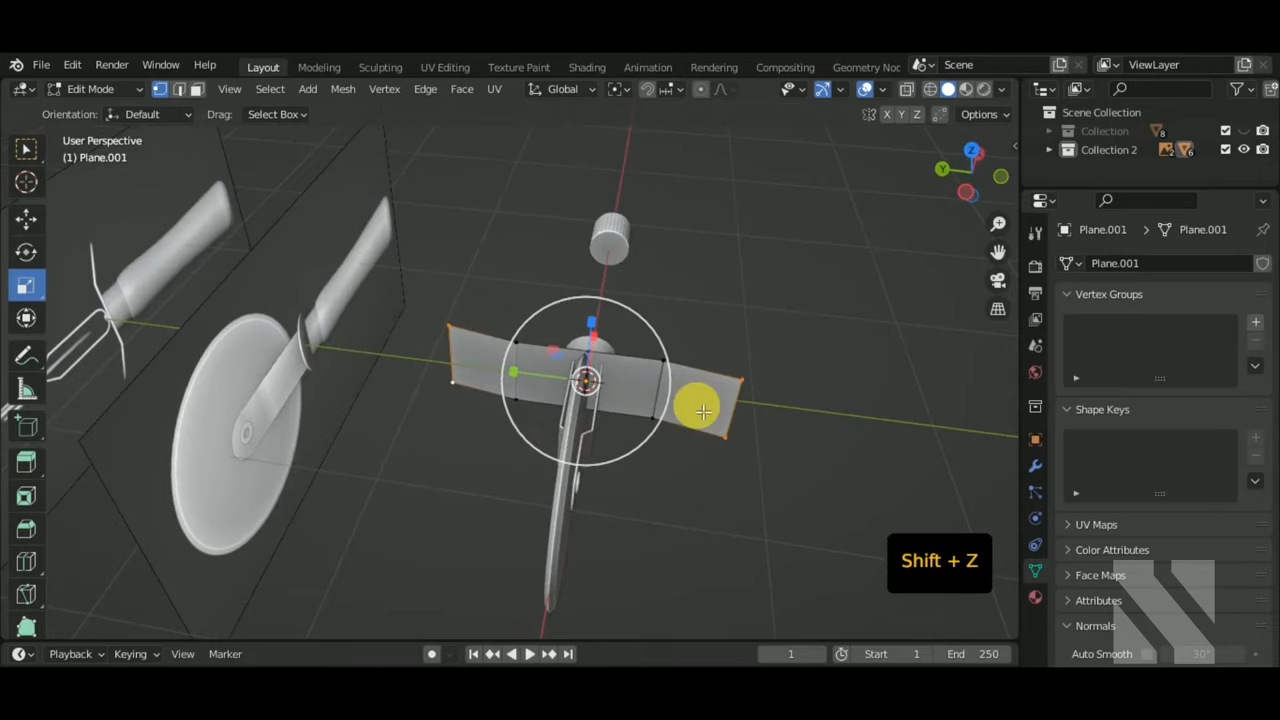 File Edit Render Window Help Layout Modeling Sculpting UV Editing Texture Paint Shading Animation Rendering Compositing Geometry Noc Scene ViewLayer
Edit Mode View Select Add Mesh Vertex Edge Face UV Global
Orientation: Default Drag: Select Box X Y Z Options
User Perspective
(1) Plane.001
Z
Y
Scene Collection
Collection 8
Collection 2 2 6
Plane.001 Plane.001
Plane.001
Vertex Groups
Shape Keys
UV Maps
Color Attributes
Face Maps
Attributes
Normals
Auto Smooth 30°
Shift + Z
Playback Keying View Marker 1 Start 1 End 250